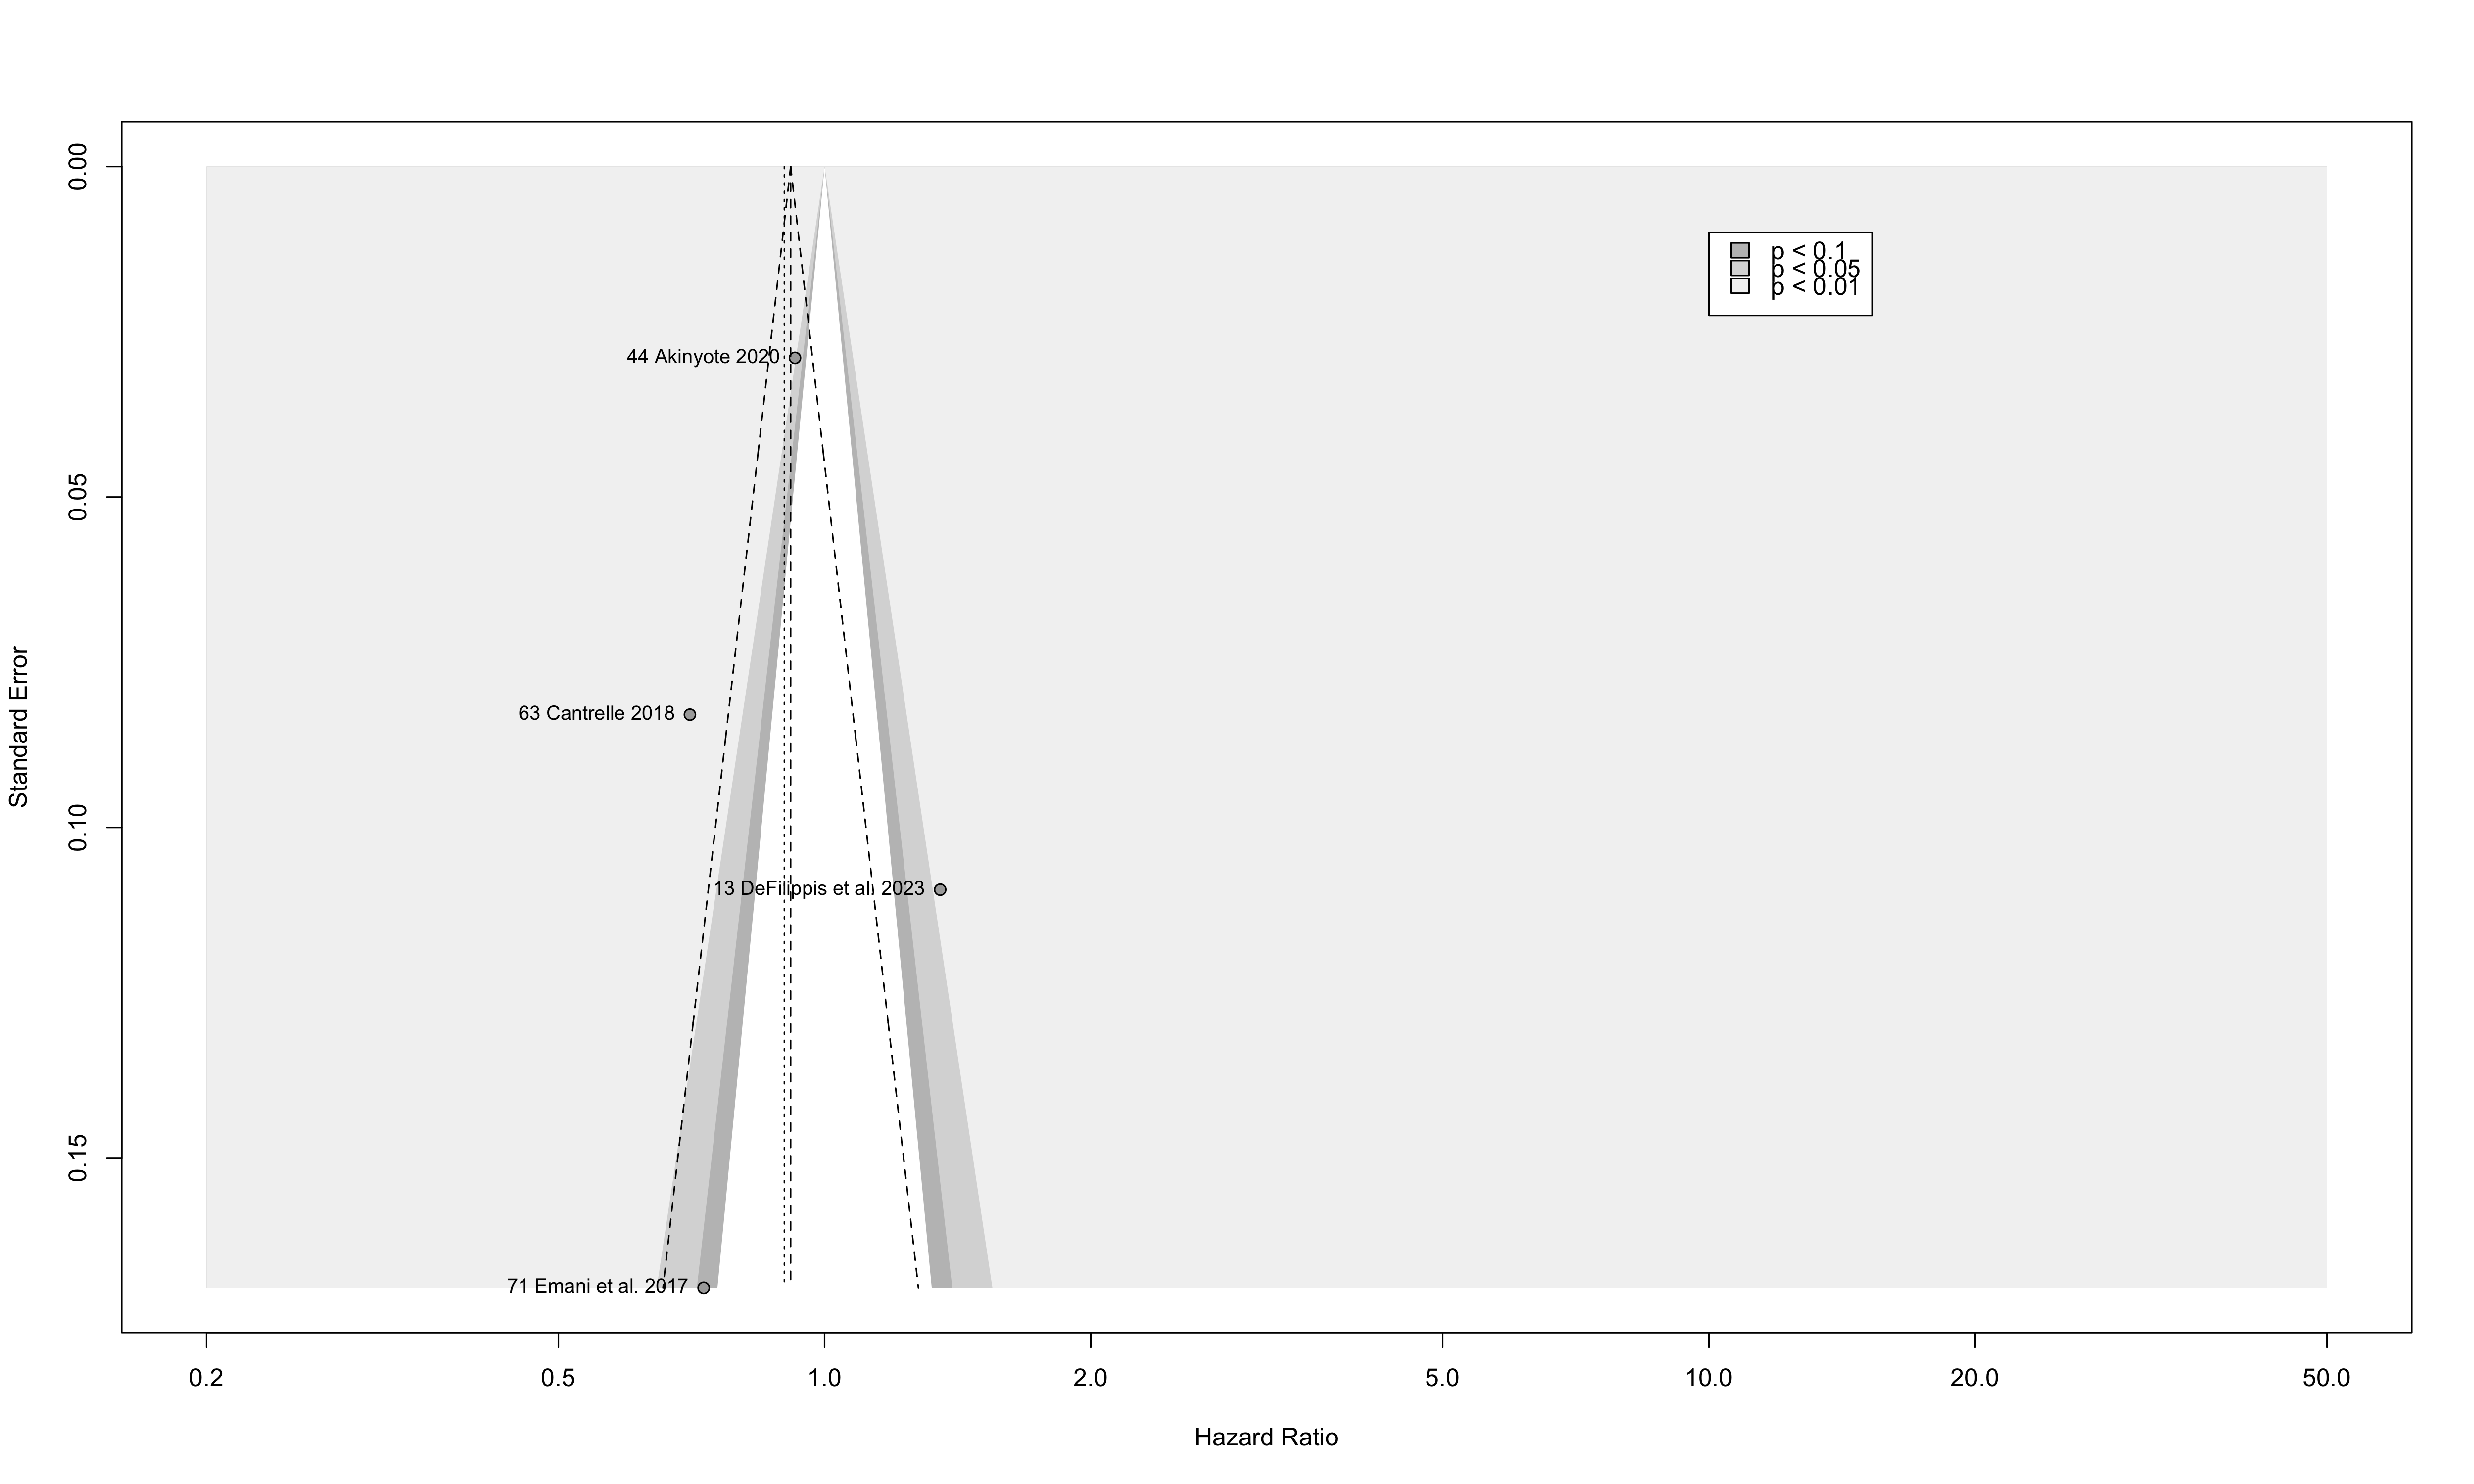 0.00
p < 0.1
p < 0.05
p < 0.01
44 Akinyote 2020
0.05
Standard Error
63 Cantrelle 2018
0.10
13 DeFilippis et al. 2023
0.15
71 Emani et al. 2017
0.2 0.5 1.0 2.0 5.0 10.0 20.0 50.0
Hazard Ratio